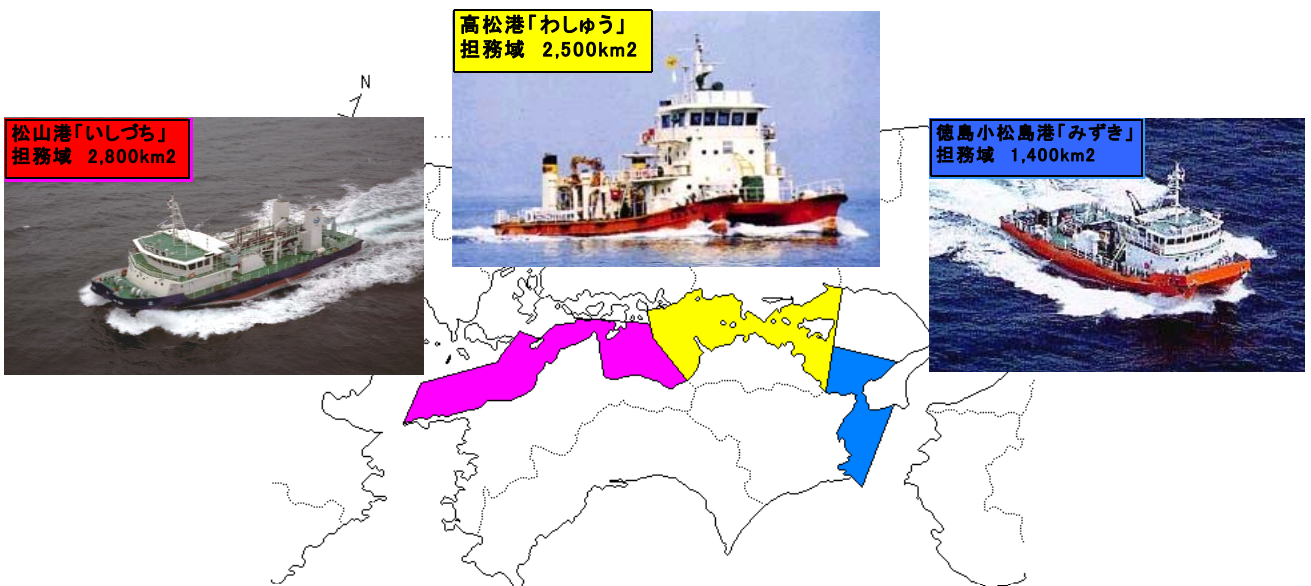 高松港「わしゅう」
担務域 2,500km2
N
松山港「いしづち」
担務域 2,800km2
徳島小松島港「みずき」
担務域 1,400km2